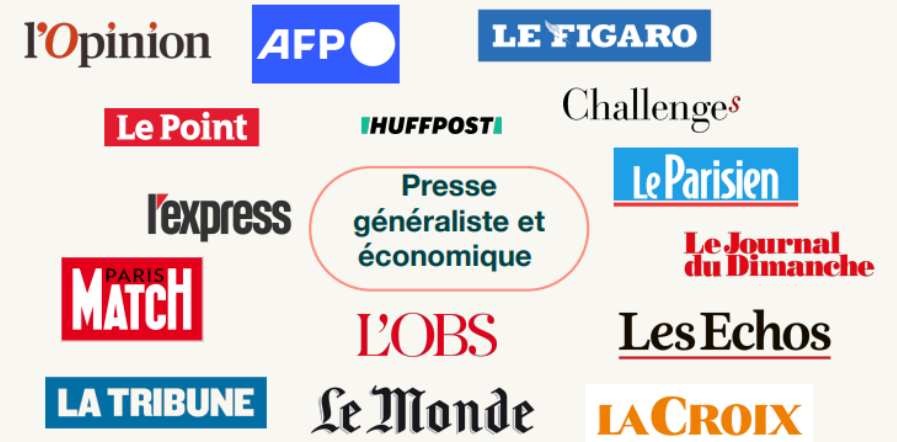 l'Opinion
AFP
LE FIGARO
Challenges
Le Point
HUFFPOST
Le Parisien
l'express
Presse
généraliste et
économique
Le Journal
du Dimanche
PARIS
MATCH
L'OBS
Les Echos
LA TRIBUNE
Le Monde
LA CROIX